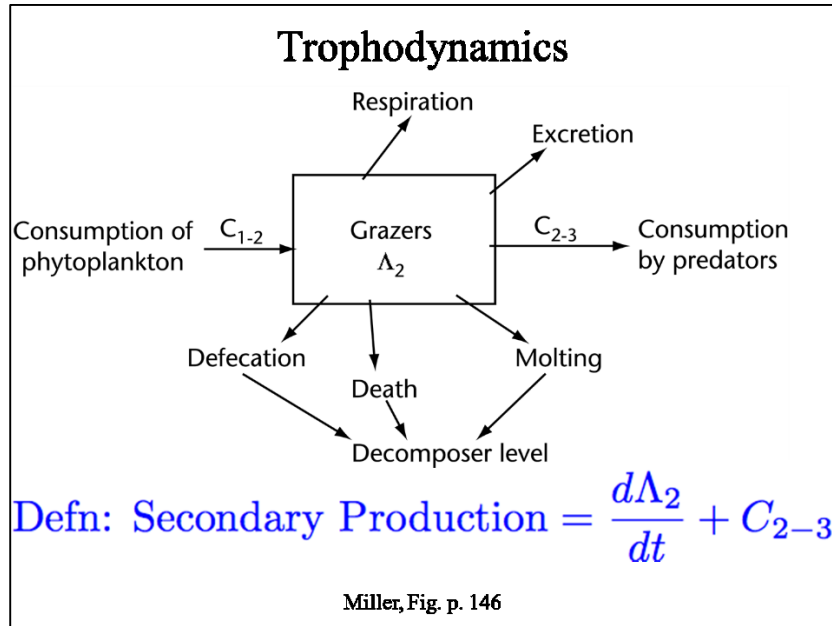 Trophodynamics
Respiration
Excretion
Consumption of
phytoplankton
C₁₋₂
Grazers
Λ₂
C₂₋₃
Consumption
by predators
Defecation
Death
Molting
Decomposer level
Defn: Secondary Production = dΛ₂/dt + C₂₋₃
Miller, Fig. p. 146